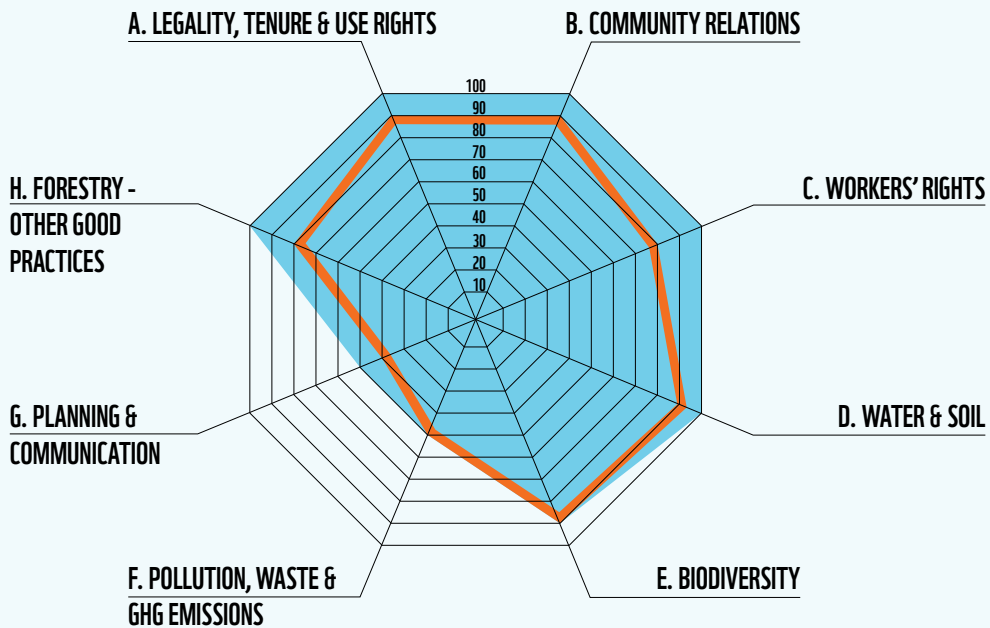 A. LEGALITY, TENURE & USE RIGHTS
B. COMMUNITY RELATIONS
100
90
80
70
60
50
40
30
20
10
H. FORESTRY -
OTHER GOOD
PRACTICES
C. WORKERS’ RIGHTS
G. PLANNING &
COMMUNICATION
D. WATER & SOIL
F. POLLUTION, WASTE &
GHG EMISSIONS
E. BIODIVERSITY